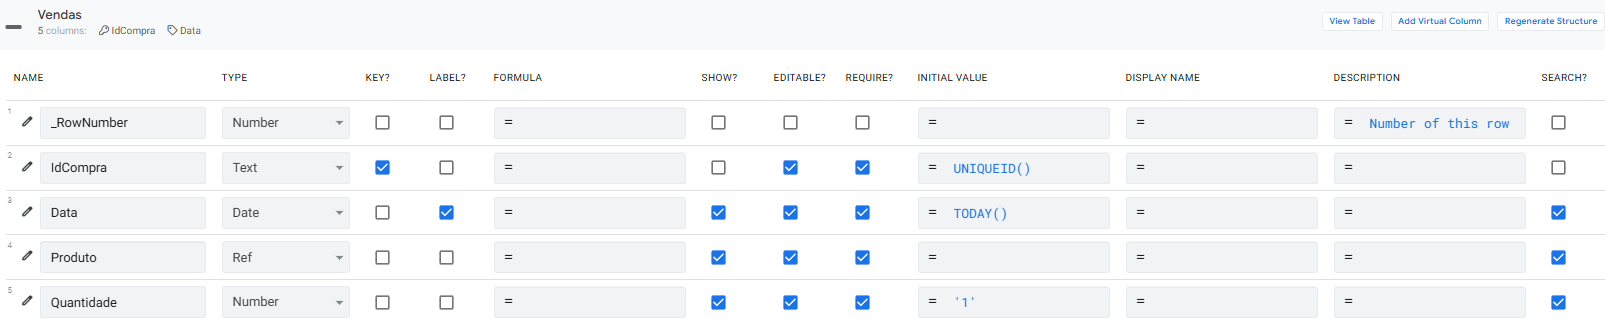 Vendas
5 columns: IdCompra Data
View Table Add Virtual Column Regenerate Structure
NAME TYPE KEY? LABEL? FORMULA SHOW? EDITABLE? REQUIRE? INITIAL VALUE DISPLAY NAME DESCRIPTION SEARCH?
1 _RowNumber Number = = = = Number of this row
2 IdCompra Text = = UNIQUEID() = =
3 Data Date = = TODAY() = =
4 Produto Ref = = = =
5 Quantidade Number = = '1' = =